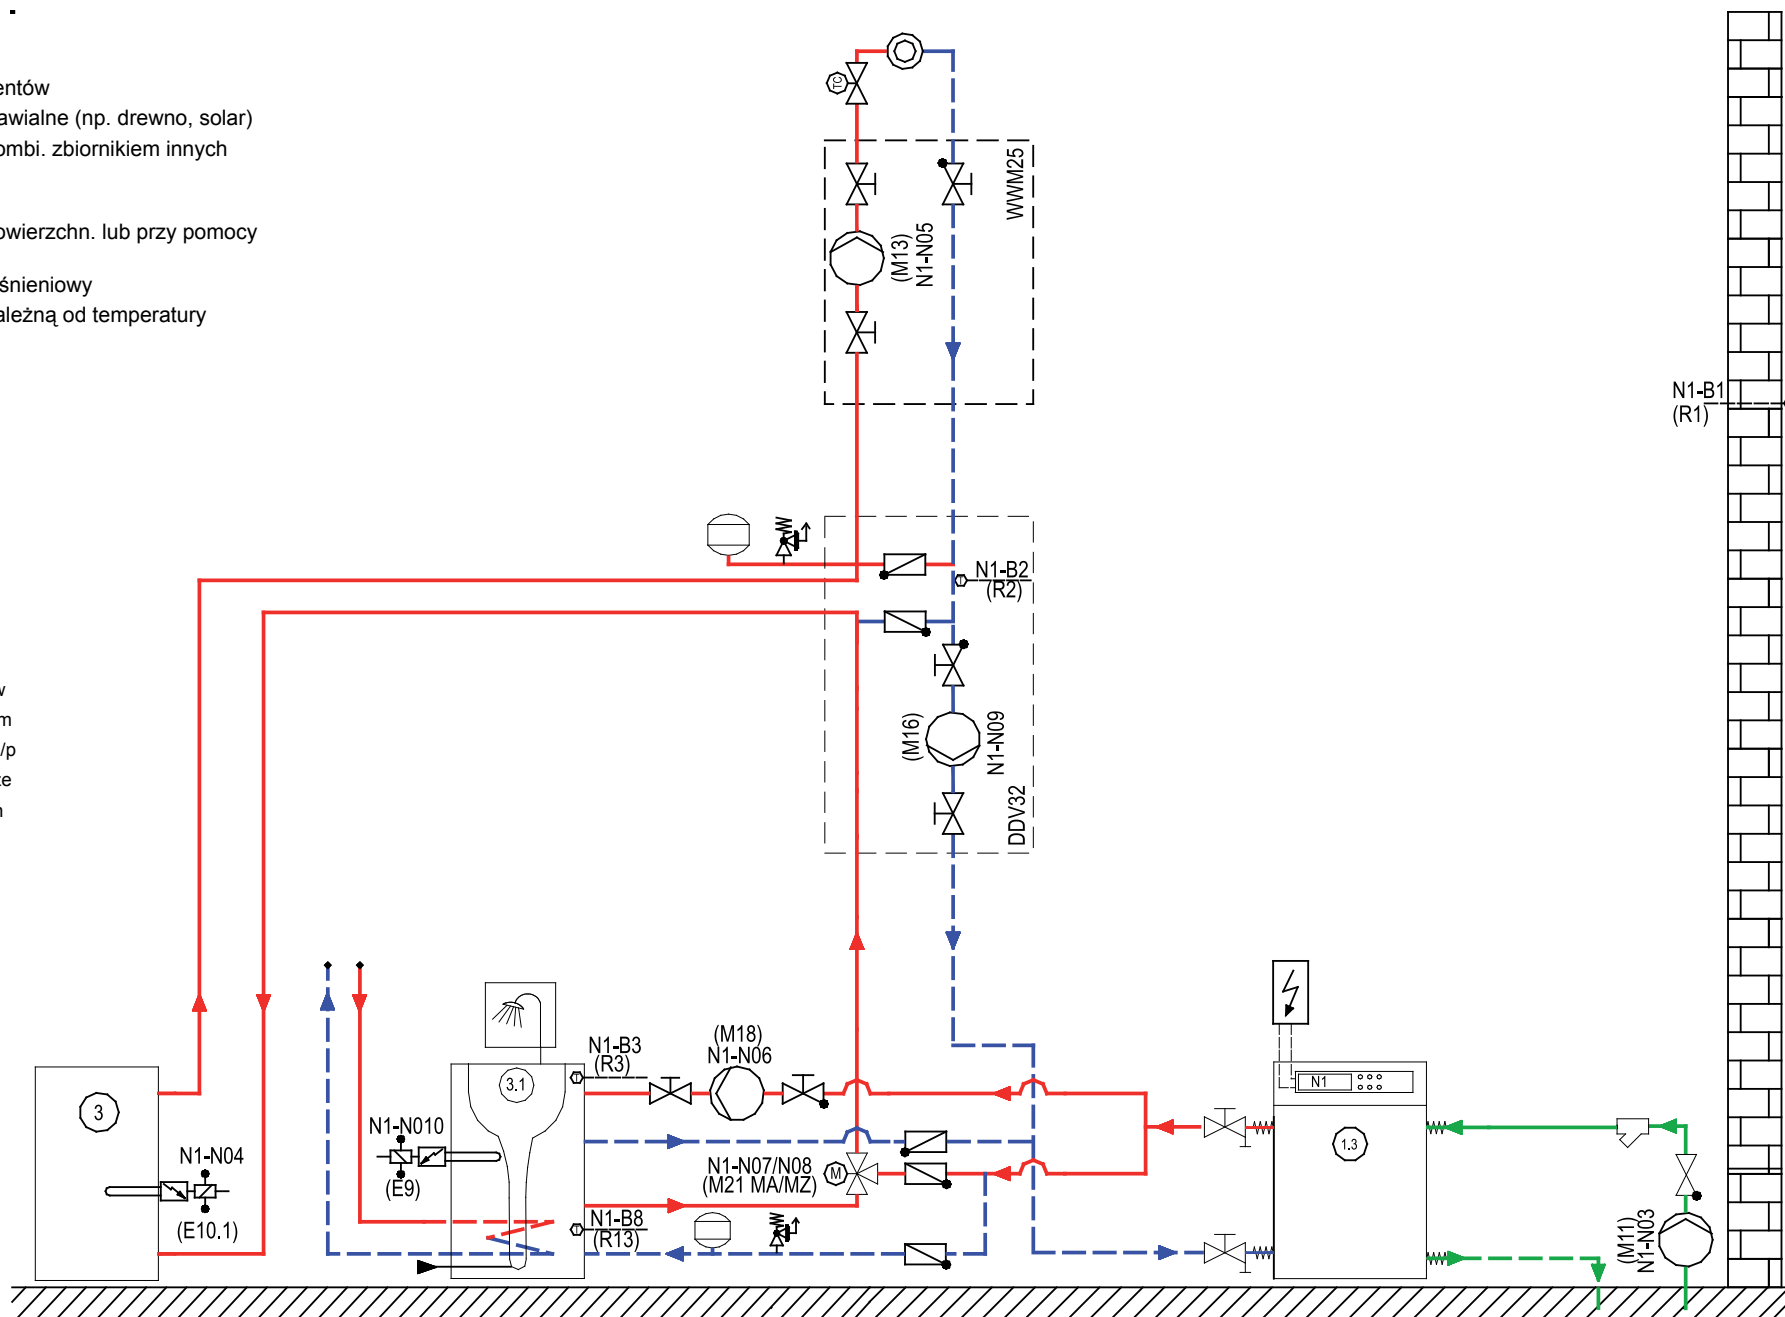 entów
awialne (np. drewno, solar)
ombi. zbiornikiem innych
owierzchn. lub przy pomocy
śnieniowy
ależną od temperatury
TC
WWM25
(M13)
N1-N05
N1-B1
(R1)
N1-B2
(R2)
w
m
/p
ze
n
(M16)
N1-N09
DDV32
3
N1-N04
(E10.1)
N1-N010
(E9)
3.1
N1-B3
(R3)
T
(M18)
N1-N06
N1-N07/N08
(M21 MA/MZ)
M
N1-B8
(R13)
T
N1
1.3
(M11)
N1-N03